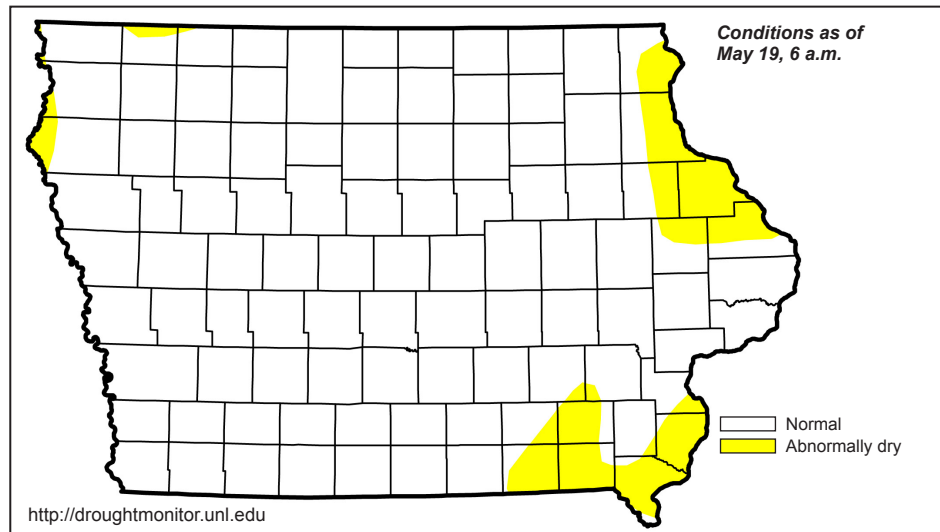 Conditions as of
May 19, 6 a.m.
Normal
Abnormally dry
http://droughtmonitor.unl.edu